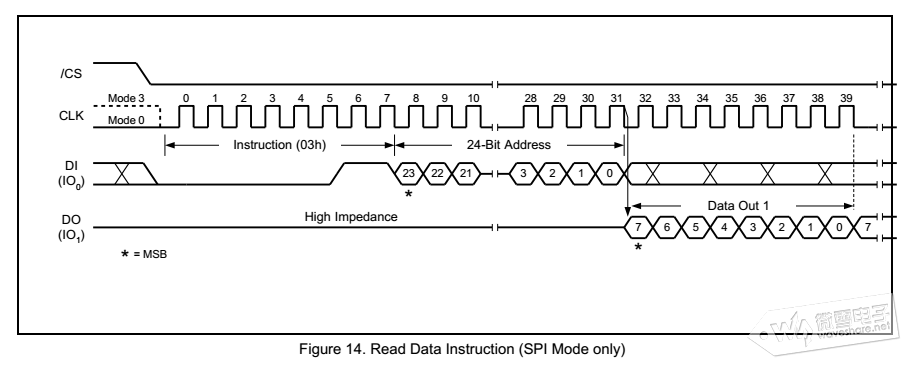 /CS
Mode 3 0 1 2 3 4 5 6 7 8 9 10 28 29 30 31 32 33 34 35 36 37 38 39
CLK Mode 0
Instruction (03h) 24-Bit Address
DI
(IO0) 23 22 21 3 2 1 0
*
Data Out 1
DO High Impedance
(IO1) 7 6 5 4 3 2 1 0 7
*
* = MSB
微雪电子
waveshare.net
Figure 14. Read Data Instruction (SPI Mode only)